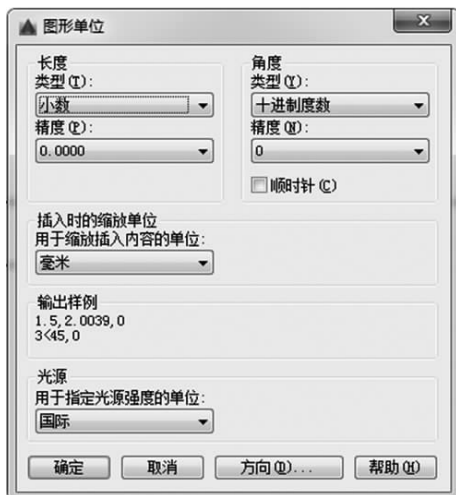 图形单位
长度
类型(T):
小数
精度(P):
0.0000
角度
类型(Y):
十进制度数
精度(N):
0
顺时针(C)
插入时的缩放单位
用于缩放插入内容的单位:
毫米
输出样例
1.5,2.0039,0
3<45,0
光源
用于指定光源强度的单位:
国际
确定
取消
方向(D)...
帮助(H)